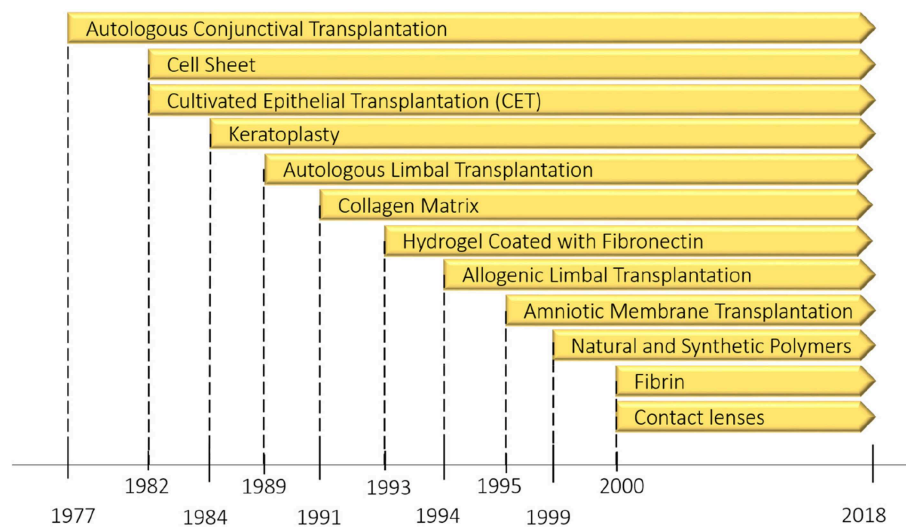 Autologous Conjunctival Transplantation
Cell Sheet
Cultivated Epithelial Transplantation (CET)
Keratoplasty
Autologous Limbal Transplantation
Collagen Matrix
Hydrogel Coated with Fibronectin
Allogenic Limbal Transplantation
Amniotic Membrane Transplantation
Natural and Synthetic Polymers
Fibrin
Contact lenses
1982 1989 1993 1995 2000
1977 1984 1991 1994 1999 2018